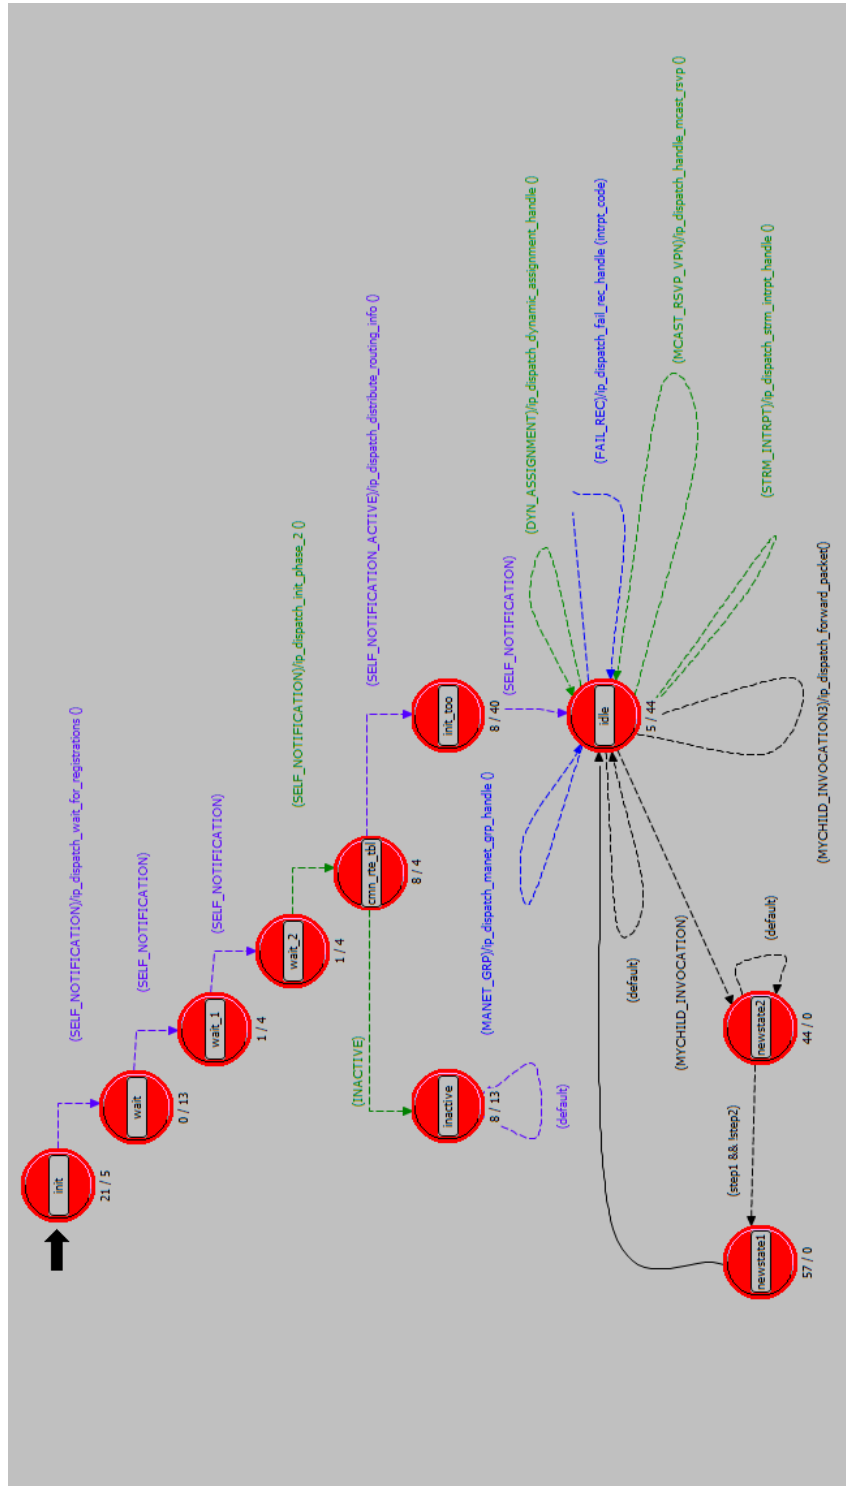 (SELF_NOTIFICATION)/ip_dispatch_wait_for_registrations ()
init
21 / 5
(SELF_NOTIFICATION)
wait
0 / 13
(SELF_NOTIFICATION)
wait_1
1 / 4
(SELF_NOTIFICATION)/ip_dispatch_init_phase_2 ()
wait_2
1 / 4
(SELF_NOTIFICATION_ACTIVE)/ip_dispatch_distribute_routing_info ()
(INACTIVE)
cmn_rte_tbl
8 / 4
inactive
8 / 13
(default)
init_too
8 / 40
(SELF_NOTIFICATION)
(MANET_GRP)/ip_dispatch_manet_grp_handle ()
(DYN_ASSIGNMENT)/ip_dispatch_dynamic_assignment_handle ()
(FAIL_REC)/ip_dispatch_fail_rec_handle (intrpt_code)
idle
5 / 44
(MCAST_RSVP_VPN)/ip_dispatch_handle_mcast_rsvp ()
(STRM_INTRPT)/ip_dispatch_strm_intrpt_handle ()
(default)
(MYCHILD_INVOCATION)
(MYCHILD_INVOCATION3)/ip_dispatch_forward_packet()
(step1 && !step2)
(default)
newstate1
57 / 0
newstate2
44 / 0